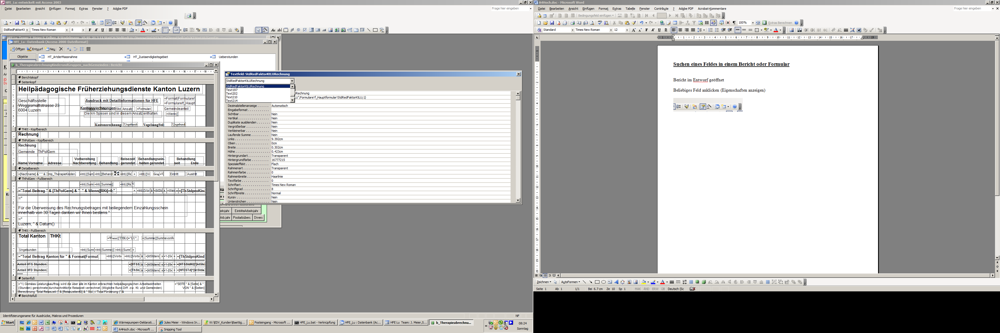 HFE_Lu: entwickelt mit Access 2003
Datei Bearbeiten Ansicht Einfügen Format Extras Fenster ? Adobe PDF
Frage hier eingeben
StdRedFaktorKt Times New Roman 8 F K U
HFE_Lu : Datenbank (Access 2000-Dateiformat)
Öffnen Entwurf Neu
Objekte HT_ArtderMassnahme HT_Zustaendigkeitsgebiet Ueberstunden
b_TherapieabrechnungKinderundGruppen_nachGemeinden : Bericht
Berichtskopf
Seitenkopf
Heilpädagogische Früherziehungsdienste Kanton Luzern
Geschäftsstelle
Weggismattstrasse 23
6004 Luzern
Ausdruck mit Detailinformationen für HFE
=Format(Formulare!
=Formulare!f_Haupt
Kantonsrechnungen
Std. Ansatz =Formulare Gemeindeanteil
Die km Spesen sind in diesem Ansatz enthalten. =Wenn([
Kantonsrechnung: Ungebund VogelsangStd: Ungebund
THKt - Kopfbereich
Rechnung
ThPolGem - Kopfbereich
Rechnung
Gemeinde ThPolGem
Vorbereitung Reisezeit Behandlungsein- Behandlung
Name Vorname Adresse Nachbereitung Behandlung gerundet heiten gerundet seit Ende
Detailbereich
=[Nachname] & " " & tmp_TherapieKinden =Int(([Sum =Int([Behand =Int(([Re = =Int(([V Grup Eintritt Austritt
ThPolGem - Fußbereich
=Int((Sumr =Int((Summe( =Int(([Re
="Total Beitrag " & [ThPolGem] & " " & Wenn([RKt]=0;" = =Int(([Vor à =[ktStd x =Wen =[ThStdproKin
="
Für die Überweisung des Rechnungsbetrages mit beiliegendem Einzahlungsschein
innerhalb von 30 Tagen danken wir Ihnen bestens."
="
Luzern, " & Datum()
THKt - Fußbereich
Total Kanton THKt
=Wenn([THKt]="LU"; =(Summe([SummevonR
Ungebunden =Int((Sumr =Int((Summe( =Int(((Sumr =
="Total Beitrag Kanton für " & Format(Formul =Int(([Vorb =Int(([Vorb à =[ktStdans x =1-[Ge = =[ThStdproKind
Anteil HTS Stunden =[HTSS à =[ktStdans x =1-[Ge = =[HTSStdKt]*[ktStd
Anteil HFD Stunden: =[ThStd à =[ktStdans x =1-[Ge = =[HFDSTd]*[ktStda
Seitenfuß
="1) Gemäss Leistungsauftrag wird die über alle im Kanton erbrachten heilpädagogischen Arbeitseinheiten
(Stunden) gerechnete durchschnittliche Reisezeit verrechnet. (Mögliche Rund.Diff. zw. Kt. und Gemeinden)
Berechnung: Total Reisezeit (" & [ReisezeitenKt] & " Std.) / Total Förderung (" &
="SEITE " & [Seite] & "
VON " & [Seiten]
Berichtsfuß
Textfeld: StdRedFaktorKtLURechnung
StdRedFaktorKtLURechnung
StdRedFaktorKtLURechnung
Text197
Text202
Text210
Text214
URechnung
LU";Formulare!f_Hauptformular!StdRedFaktorKtLU;1)
Dezimalstellenanzeige . . . . . . Automatisch
Eingabeformat
Sichtbar Nein
Vertikal Nein
Duplikate ausblenden Nein
Vergrößerbar Nein
Verkleinerbar Nein
Laufende Summe Nein
Links 9.392cm
Oben 0cm
Breite 0.302cm
Höhe 0.423cm
Hintergrundart Transparent
Hintergrundfarbe 16777215
Spezialeffekt Flach
Rahmenart Transparent
Rahmenfarbe 0
Rahmenbreite Haarlinie
Textfarbe 0
Schriftart Times New Roman
Schriftgrad 8
Schriftbreite Normal
Kursiv Nein
Unterstrichen Nein
eitsjahr EintritteArbeitsjahr
Arb.jahr Poolarbübers. Divers
Identifizierungsname für Ausdrücke, Makros und Prozeduren
NF
Start
Wärmepumpen-Deklarati... Jules Meier - Windows In... W:\EDV_Kunden\Baettig... Posteingang - Microsoft ... HFE_Lu.bat - Verknüpfung HFE_Lu : Datenbank (Ac... HFE Lu Team: J. Meier,S... b_Therapieabrechnu...
A4Hoch.doc - Microsoft ... Snipping Tool
08:24
Sonntag
A4Hoch.doc - Microsoft Word
Datei Bearbeiten Ansicht Einfügen Format Extras Tabelle Fenster Contribute ? Adobe PDF Acrobat-Kommentare
Frage hier eingeben
Bedingungsfeld einfügen
100% Extras Berechnen
Standard Times New Roman 12 F K U D
Suchen eines Feldes in einem Bericht oder Formular
Bericht im Entworf geöffnet
Beliebiges Feld anklicken (Eigenschaften anzeigen)
Zeichnen AutoFormen
Seite 1 Ab 1 1/1 Bei 6.7 cm Ze 10 Sp 1 MAK ÄND ERW ÜB Deutsch (Sc